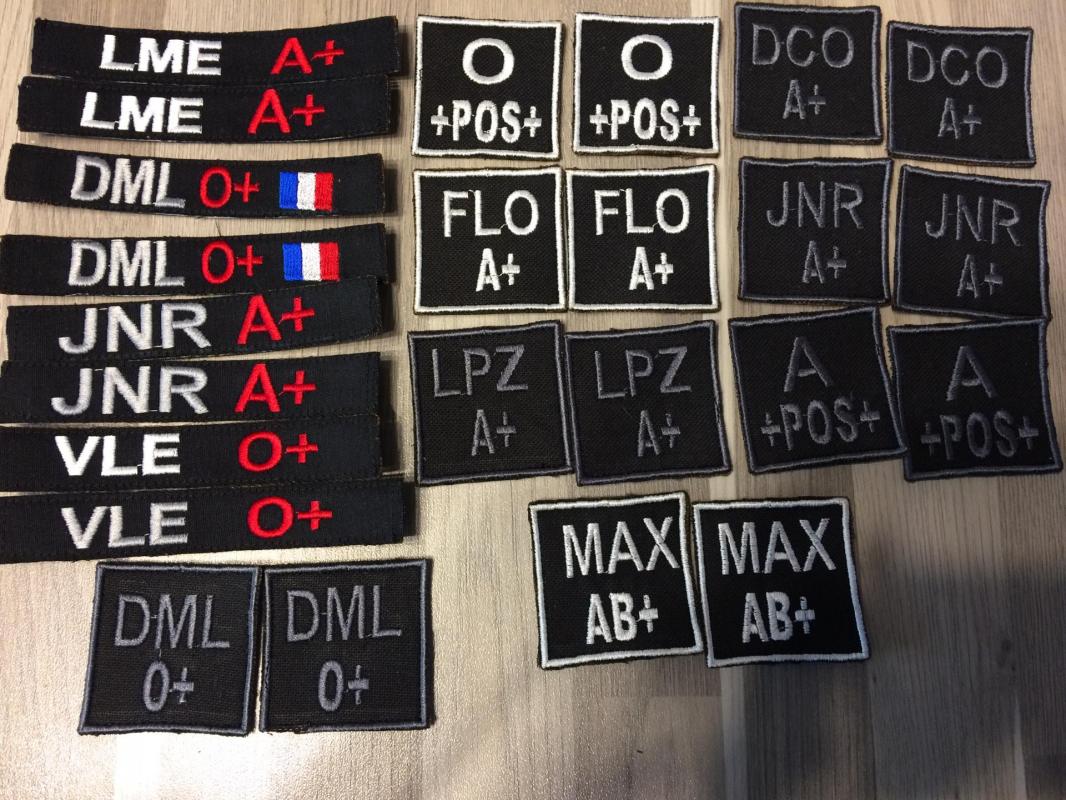 LME A+
LME A+
DML O+
DML O+
JNR A+
JNR A+
VLE O+
VLE O+
O
+POS+
O
+POS+
DCO
A+
DCO
A+
FLO
A+
FLO
A+
JNR
A+
JNR
A+
LPZ
A+
LPZ
A+
A
+POS+
A
+POS+
MAX
AB+
MAX
AB+
DML
O+
DML
O+